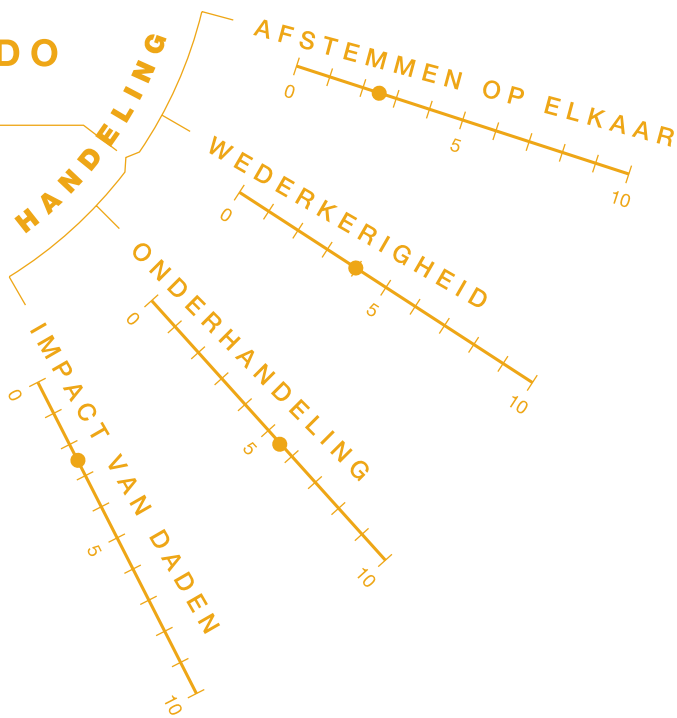 DO
HANDELING
AFSTEMMEN OP ELKAAR
0
5
10
WEDERKERIGHEID
0
5
10
ONDERHANDELING
0
5
10
IMPACT VAN DADEN
0
5
10